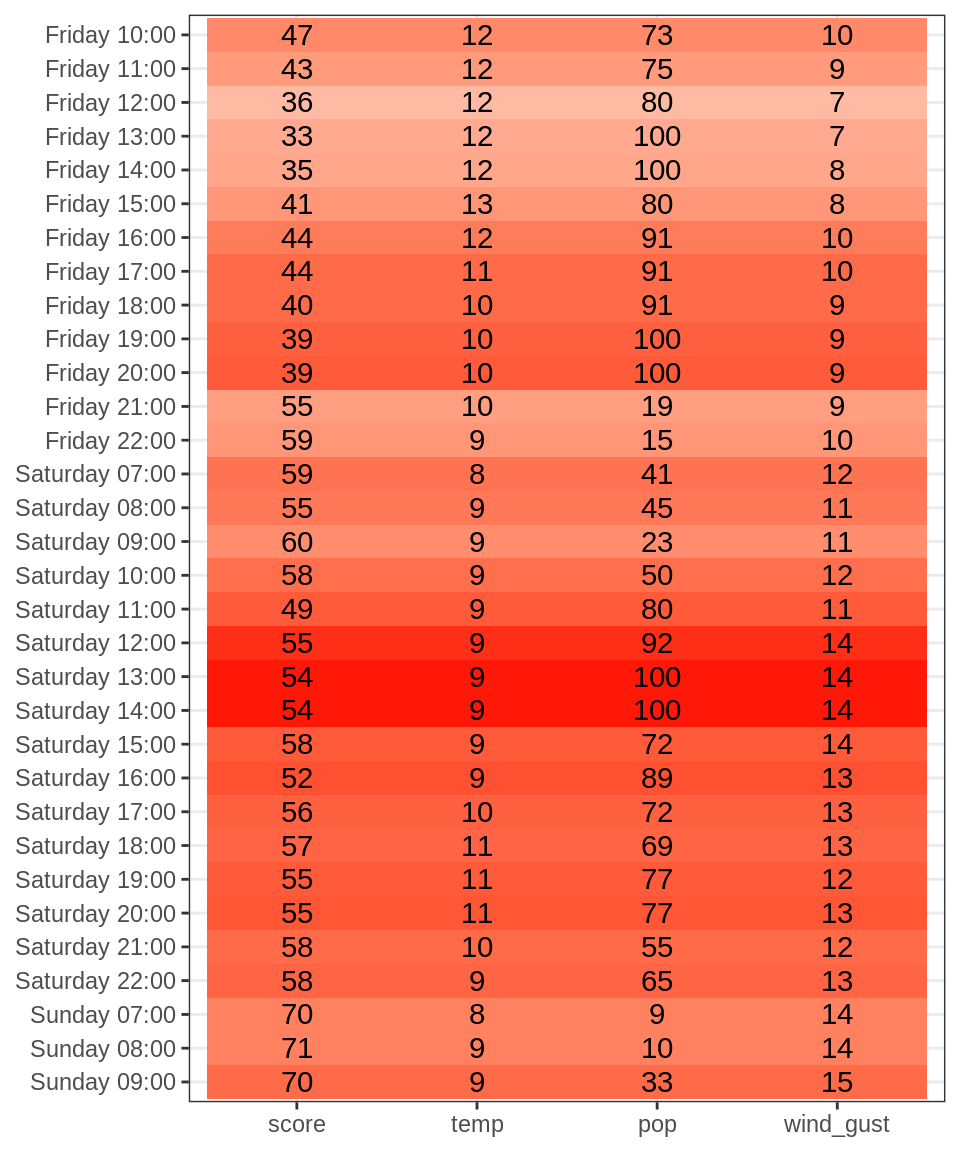 Friday 10:00 47 12 73 10
Friday 11:00 43 12 75 9
Friday 12:00 36 12 80 7
Friday 13:00 33 12 100 7
Friday 14:00 35 12 100 8
Friday 15:00 41 13 80 8
Friday 16:00 44 12 91 10
Friday 17:00 44 11 91 10
Friday 18:00 40 10 91 9
Friday 19:00 39 10 100 9
Friday 20:00 39 10 100 9
Friday 21:00 55 10 19 9
Friday 22:00 59 9 15 10
Saturday 07:00 59 8 41 12
Saturday 08:00 55 9 45 11
Saturday 09:00 60 9 23 11
Saturday 10:00 58 9 50 12
Saturday 11:00 49 9 80 11
Saturday 12:00 55 9 92 14
Saturday 13:00 54 9 100 14
Saturday 14:00 54 9 100 14
Saturday 15:00 58 9 72 14
Saturday 16:00 52 9 89 13
Saturday 17:00 56 10 72 13
Saturday 18:00 57 11 69 13
Saturday 19:00 55 11 77 12
Saturday 20:00 55 11 77 13
Saturday 21:00 58 10 55 12
Saturday 22:00 58 9 65 13
Sunday 07:00 70 8 9 14
Sunday 08:00 71 9 10 14
Sunday 09:00 70 9 33 15
score temp pop wind_gust